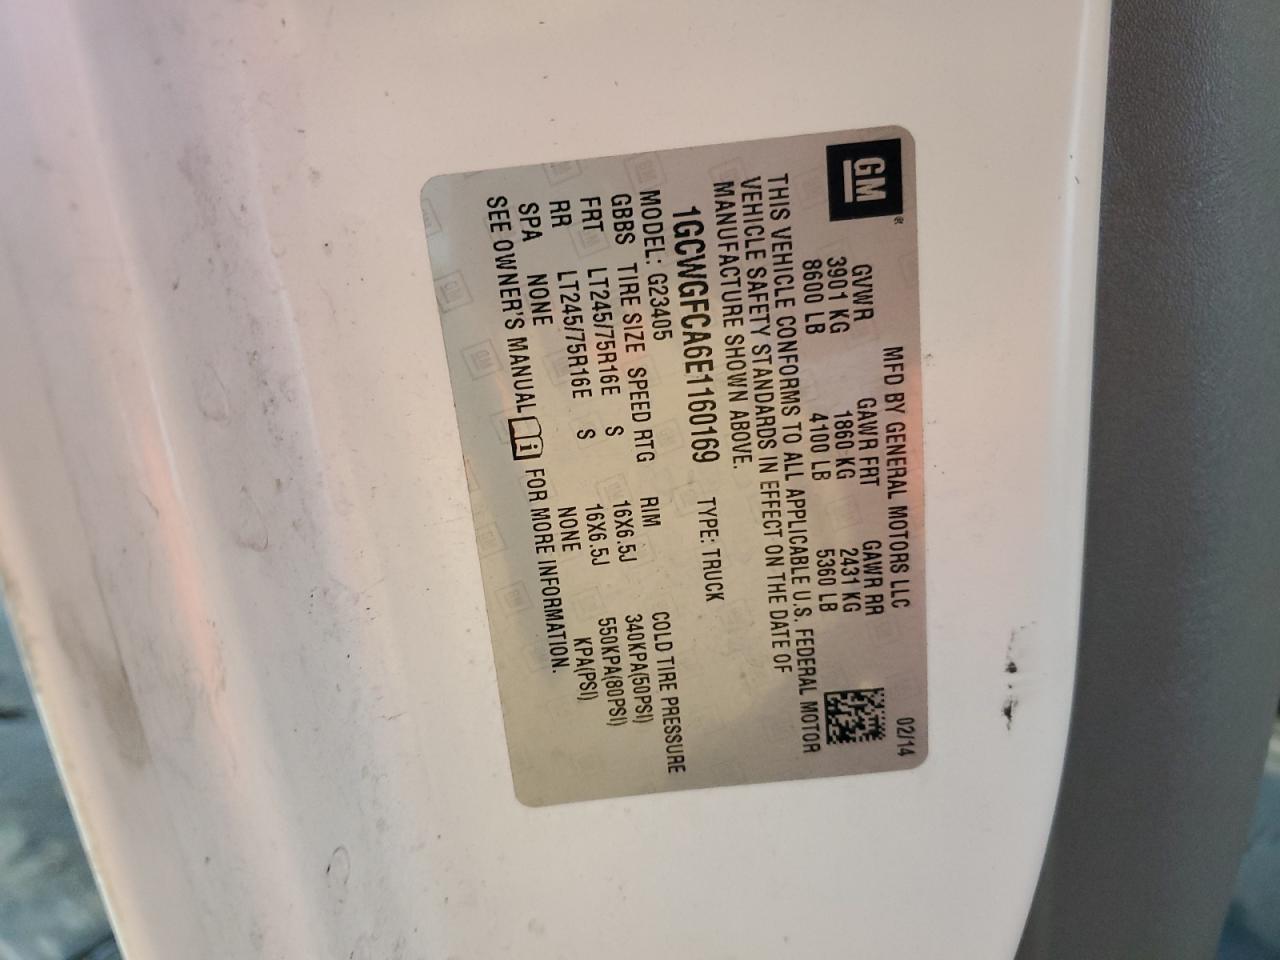 GM®
MFD BY GENERAL MOTORS LLC 02/14
GVWR GAWR FRT GAWR RR
3901 KG 1860 KG 2431 KG
8600 LB 4100 LB 5360 LB
THIS VEHICLE CONFORMS TO ALL APPLICABLE U.S. FEDERAL MOTOR
VEHICLE SAFETY STANDARDS IN EFFECT ON THE DATE OF
MANUFACTURE SHOWN ABOVE.
1GCWGFCA6E1160169 TYPE: TRUCK
MODEL: G23405
GBBS TIRE SIZE SPEED RTG RIM COLD TIRE PRESSURE
FRT LT245/75R16E S 16X6.5J 340KPA(50PSI)
RR LT245/75R16E S 16X6.5J 550KPA(80PSI)
SPA NONE NONE KPA(PSI)
SEE OWNER'S MANUAL i FOR MORE INFORMATION.